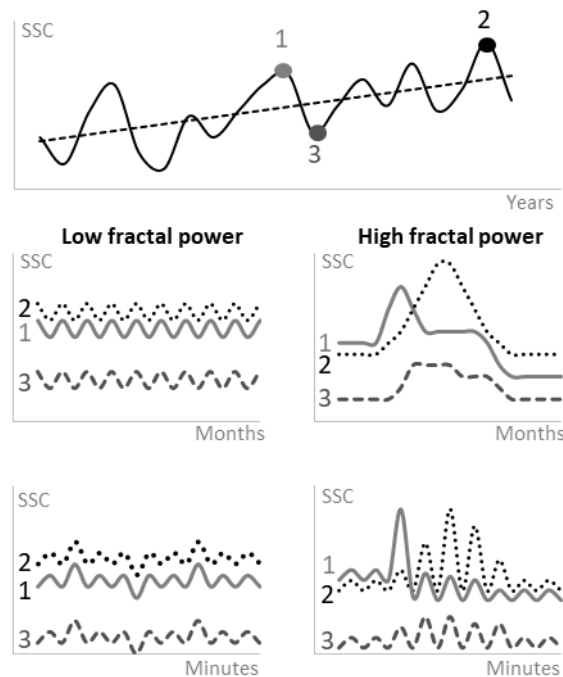 SSC
1
2
3
Years
Low fractal power
High fractal power
SSC
2
1
3
Months
SSC
1
2
3
Months
SSC
2
1
3
Minutes
SSC
1
2
3
Minutes